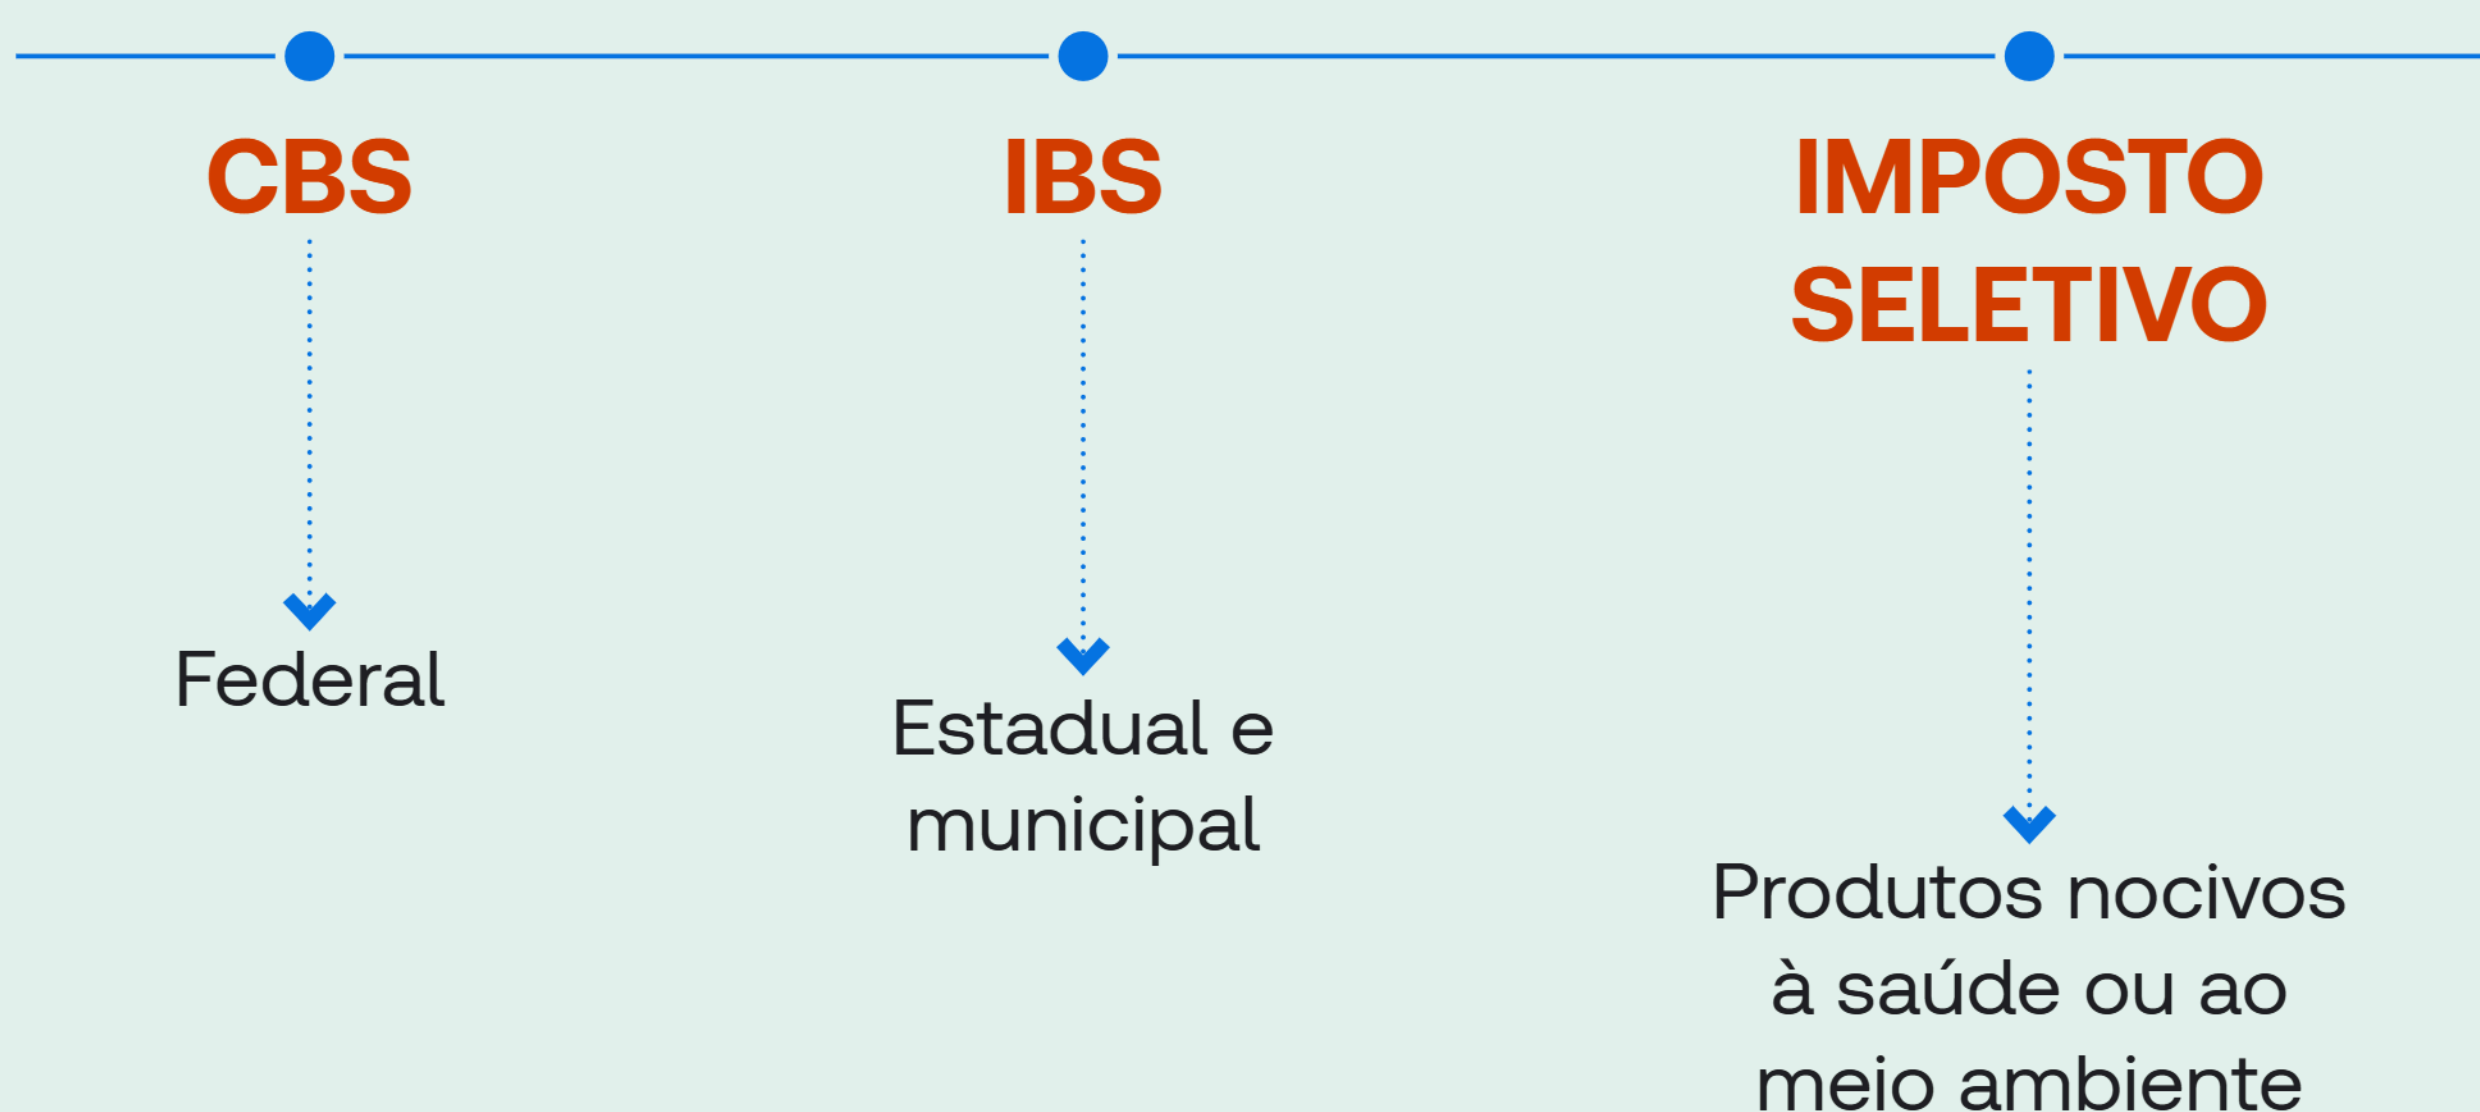 CBS
Federal
IBS
Estadual e
municipal
IMPOSTO
SELETIVO
Produtos nocivos
à saúde ou ao
meio ambiente